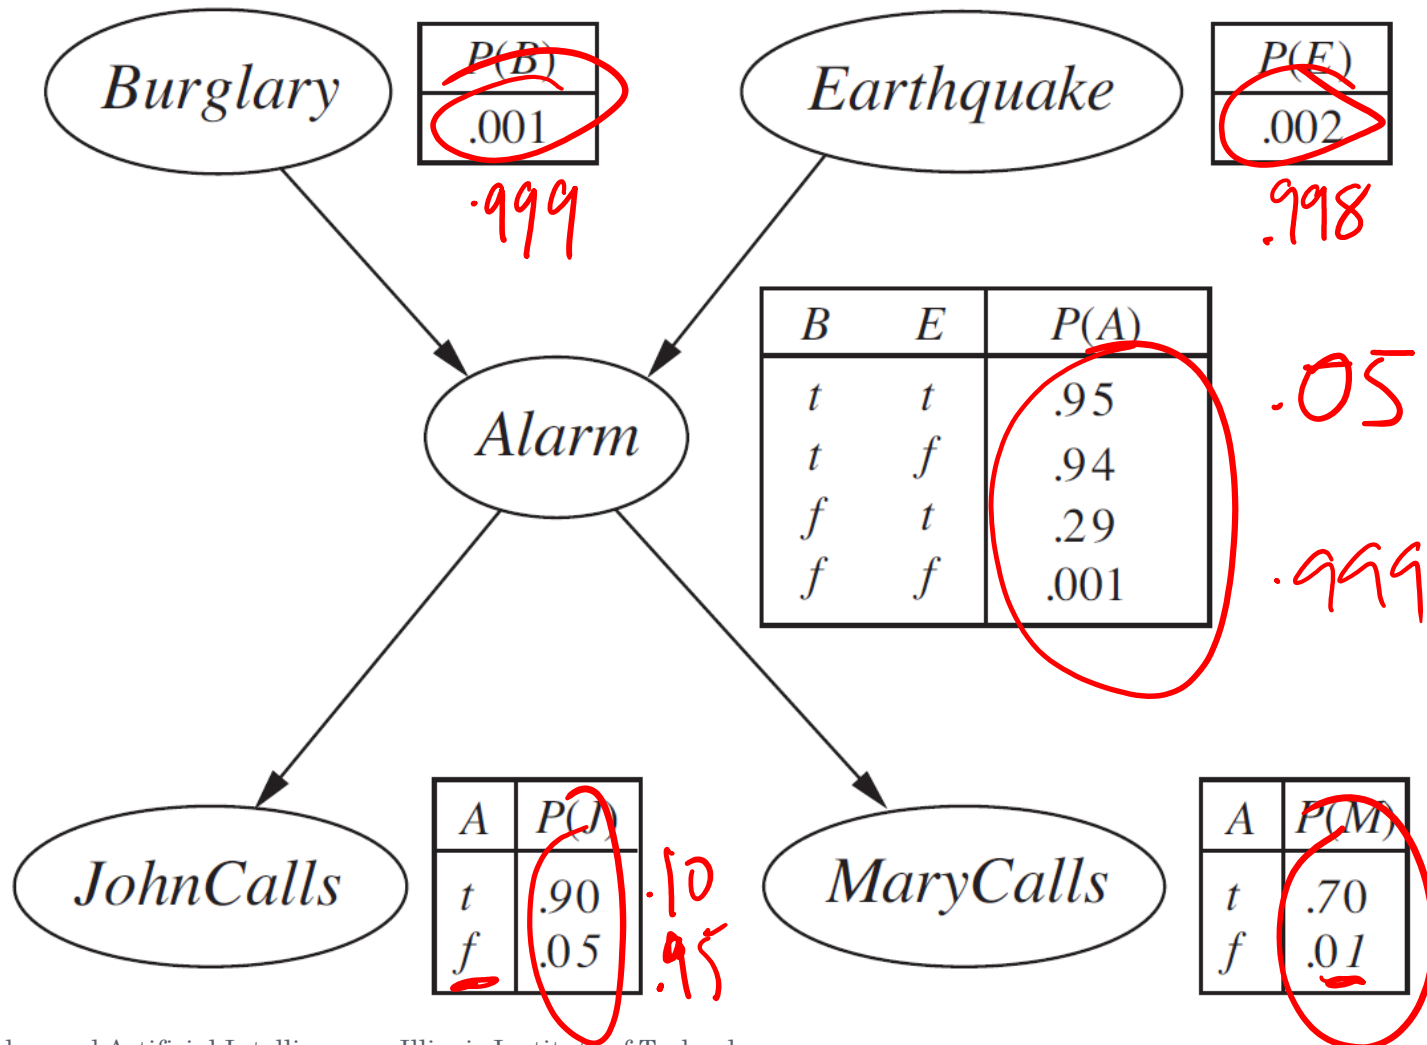 Burglary
P(B)
.001
.999
Earthquake
P(E)
.002
.998
B E P(A)
t t .95
t f .94
f t .29
f f .001
.05
.999
Alarm
JohnCalls
A P(J)
t .90
f .05
.10
.95
MaryCalls
A P(M)
t .70
f .01